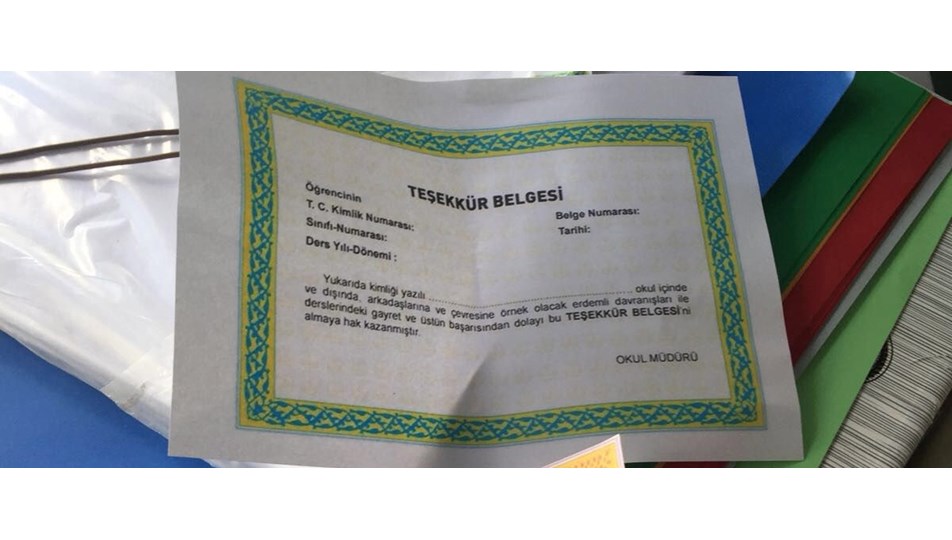 TEŞEKKÜR BELGESİ
Öğrencinin
T. C. Kimlik Numarası:
Sınıfı-Numarası:
Ders Yılı-Dönemi :
Belge Numarası:
Tarihi:
Yukarıda kimliği yazılı ........................................................ okul içinde
ve dışında, arkadaşlarına ve çevresine örnek olacak erdemli davranışları ile
derslerindeki gayret ve üstün başarısından dolayı bu TEŞEKKÜR BELGESİ'ni
almaya hak kazanmıştır.
OKUL MÜDÜRÜ